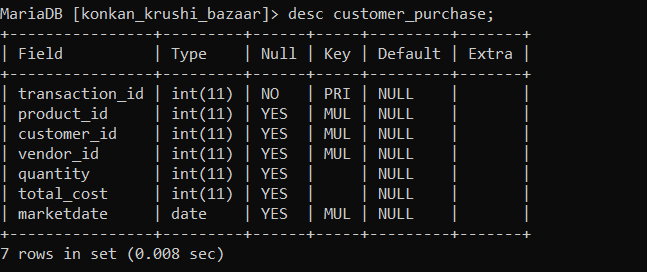 MariaDB [konkan_krushi_bazaar]> desc customer_purchase;
+----------------+---------+------+-----+---------+-------+
| Field          | Type    | Null | Key | Default | Extra |
+----------------+---------+------+-----+---------+-------+
| transaction_id | int(11) | NO   | PRI | NULL    |       |
| product_id     | int(11) | YES  | MUL | NULL    |       |
| customer_id    | int(11) | YES  | MUL | NULL    |       |
| vendor_id      | int(11) | YES  | MUL | NULL    |       |
| quantity       | int(11) | YES  |     | NULL    |       |
| total_cost     | int(11) | YES  |     | NULL    |       |
| marketdate     | date    | YES  | MUL | NULL    |       |
+----------------+---------+------+-----+---------+-------+
7 rows in set (0.008 sec)